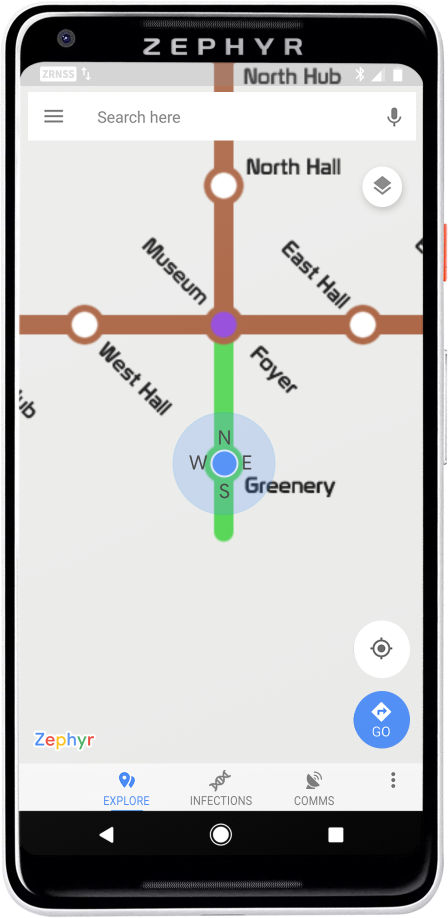 ZEPHYR
ZRNSS
North Hub
Search here
North Hall
Museum
East Hall
West Hall
Foyer
ub
N
W E
S
Greenery
GO
Zephyr
EXPLORE
INFECTIONS
COMMS